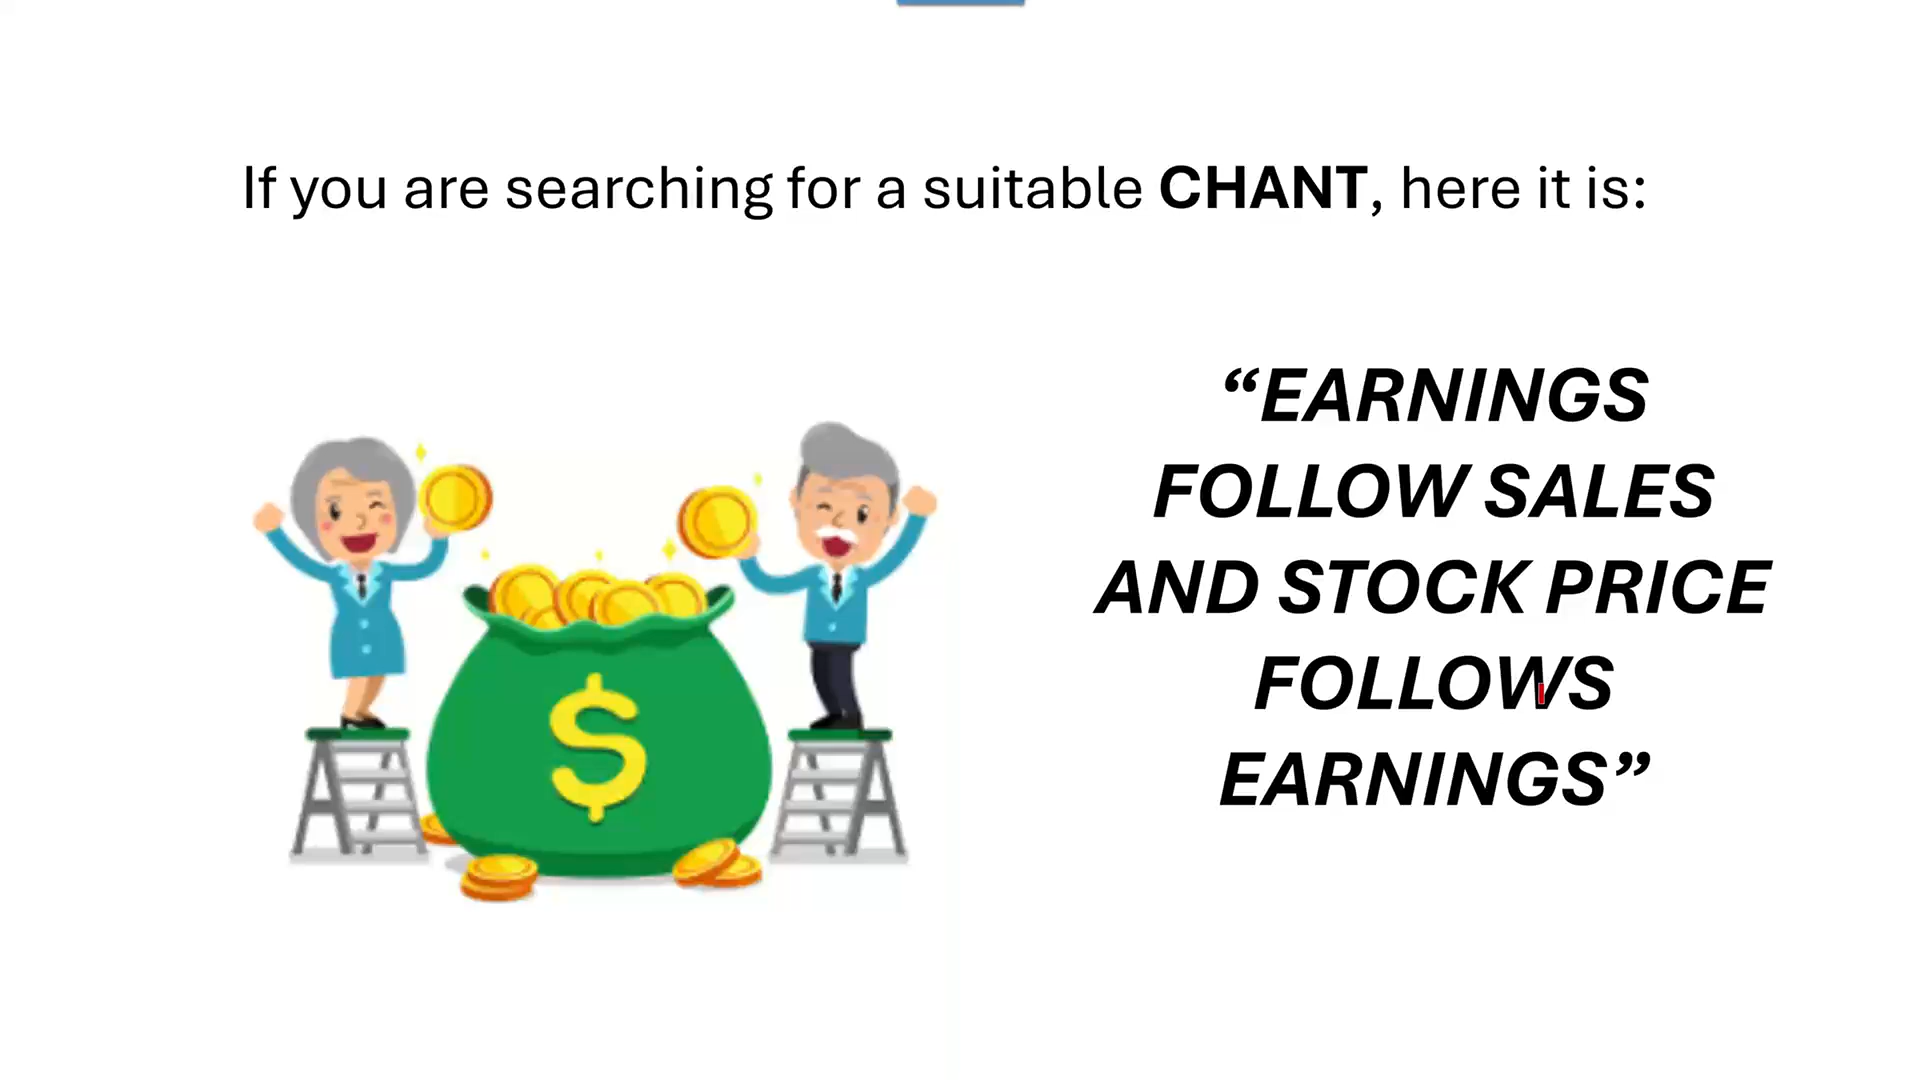 If you are searching for a suitable CHANT, here it is:
“EARNINGS
FOLLOW SALES
AND STOCK PRICE
FOLLOWS
EARNINGS”
$